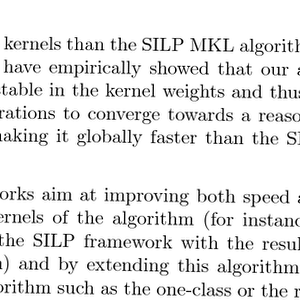 kernels than the SILP MKL algorith
have empirically showed that our a
table in the kernel weights and thus
rations to converge towards a reaso
making it globally faster than the SI
orks aim at improving both speed a
ernels of the algorithm (for instanc
the SILP framework with the resul
) and by extending this algorithm
orithm such as the one-class or the r